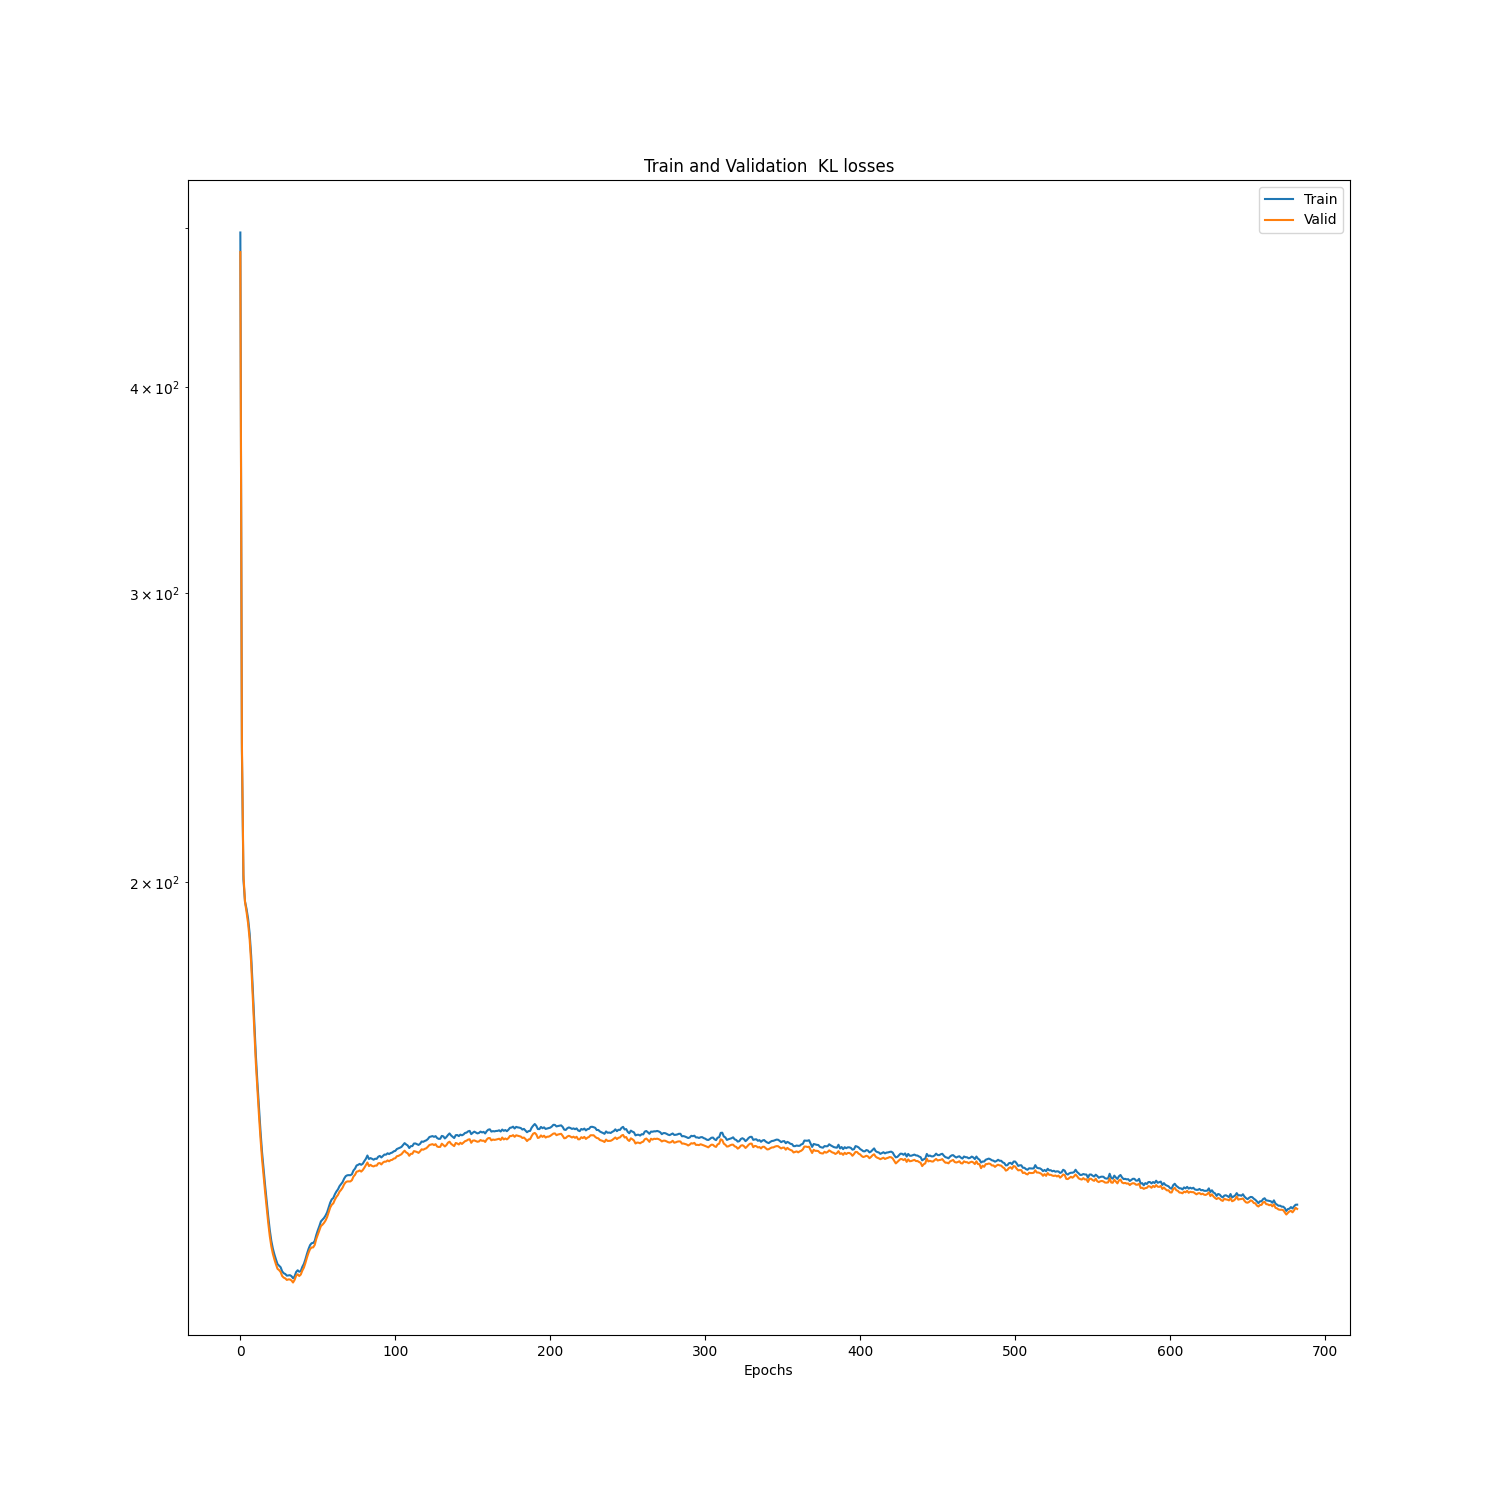 Train and Validation  KL losses
Train
Valid
4 × 10²
3 × 10²
2 × 10²
0 100 200 300 400 500 600 700
Epochs